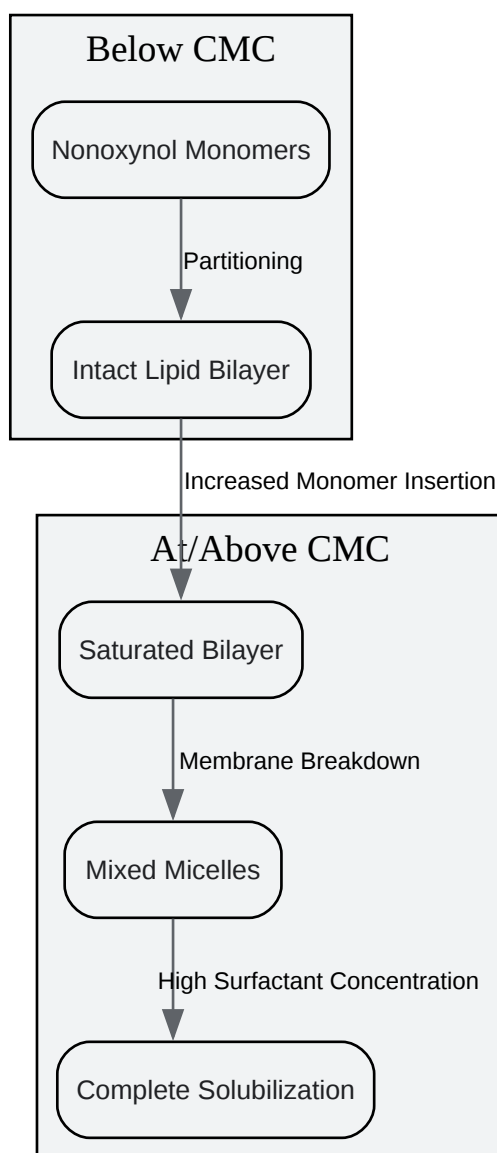 Below CMC
Nonoxynol Monomers
Partitioning
Intact Lipid Bilayer
Increased Monomer Insertion
At/Above CMC
Saturated Bilayer
Membrane Breakdown
Mixed Micelles
High Surfactant Concentration
Complete Solubilization